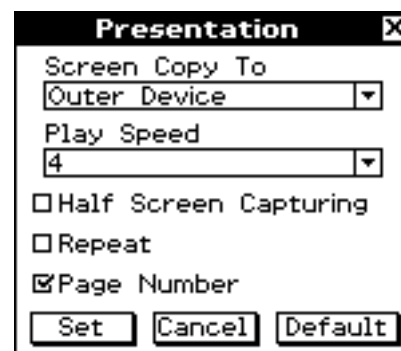 Presentation
Screen Copy To
Outer Device
Play Speed
4
Half Screen Capturing
Repeat
Page Number
Set Cancel Default